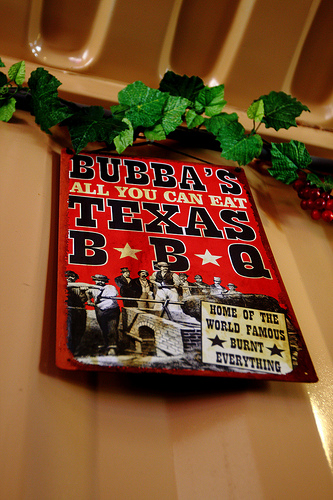 BUBBA'S
ALL YOU CAN EAT
TEXAS
B ★ B ★ Q
HOME OF THE
WORLD FAMOUS
★ BURNT ★
EVERYTHING